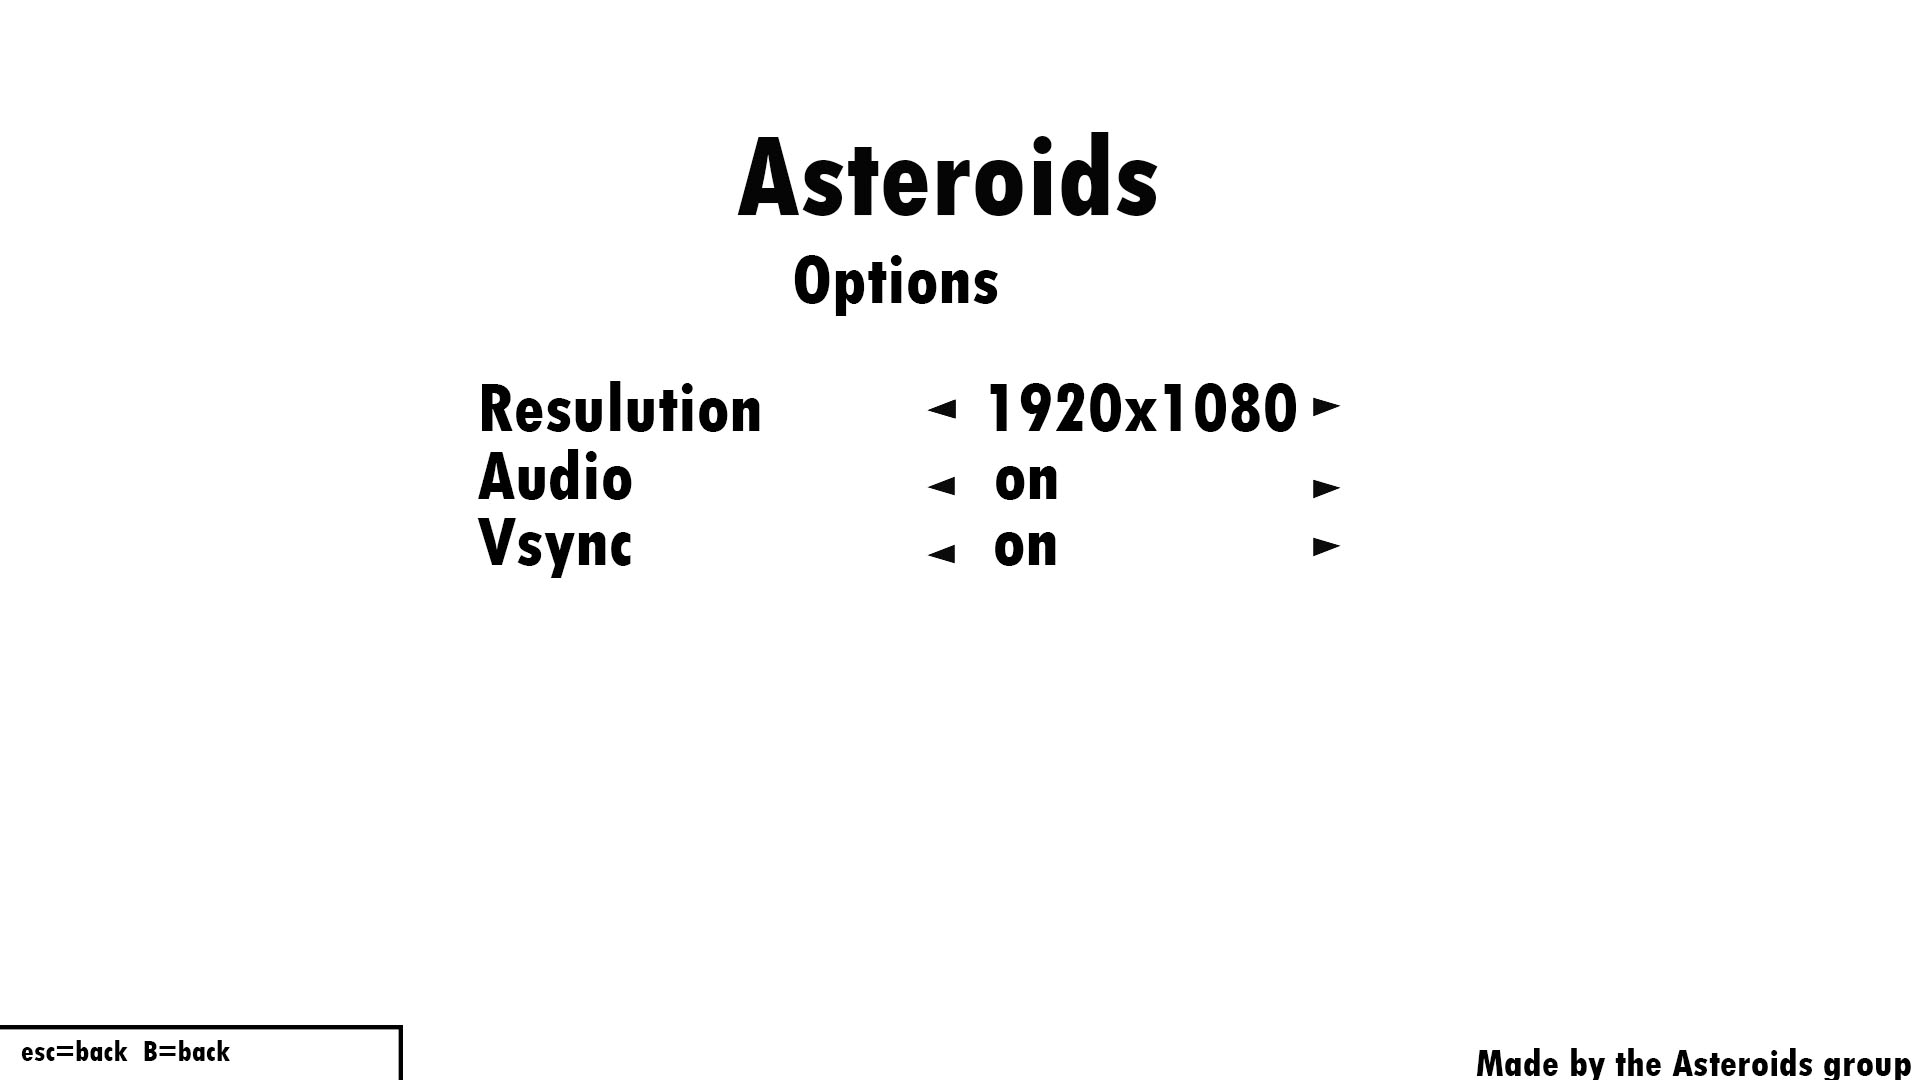 Asteroids
Options
Resulution ◄ 1920x1080 ►
Audio ◄ on ►
Vsync ◄ on ►
esc=back B=back
Made by the Asteroids group